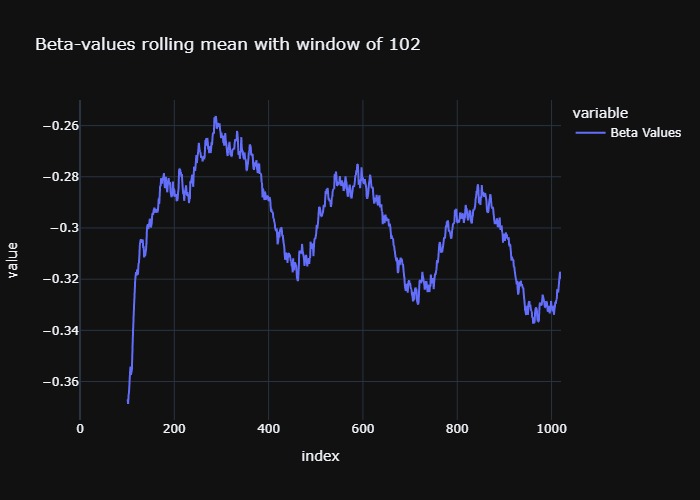 Beta-values rolling mean with window of 102
variable
Beta Values
value
−0.26
−0.28
−0.3
−0.32
−0.34
−0.36
0
200
400
600
800
1000
index